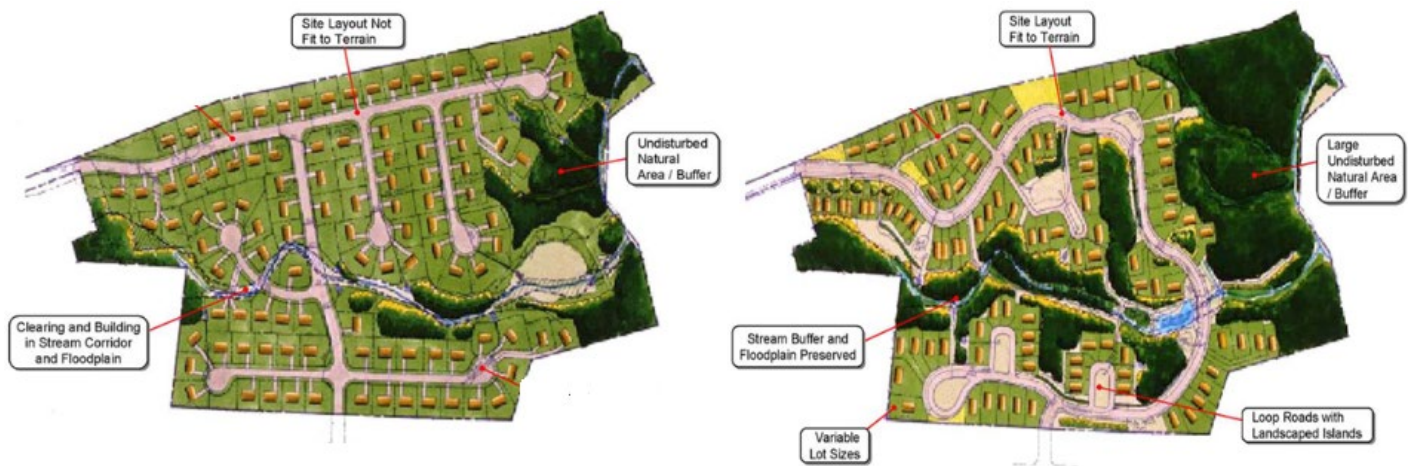 Site Layout Not
Fit to Terrain
Undisturbed
Natural
Area / Buffer
Clearing and Building
in Stream Corridor
and Floodplain
Site Layout
Fit to Terrain
Large
Undisturbed
Natural Area
/ Buffer
Stream Buffer and
Floodplain Preserved
Variable
Lot Sizes
Loop Roads with
Landscaped Islands